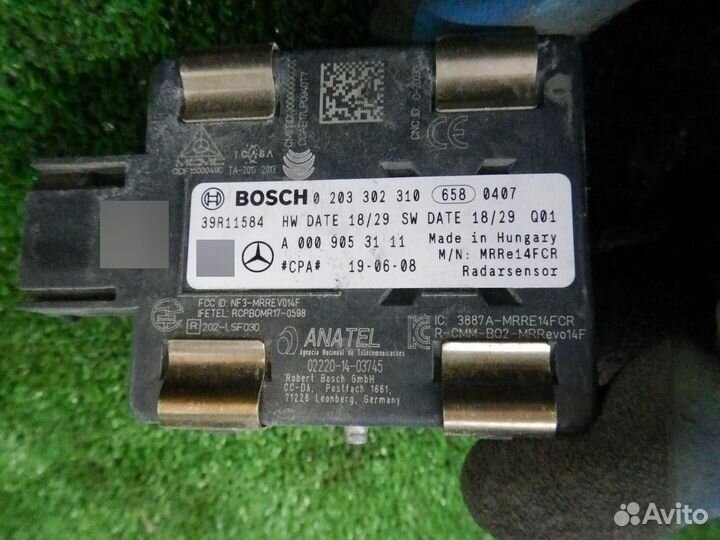 CNC ID: C-
ICASA
TA-2017/2013
BOSCH 0 203 302 310 658 0407
39R11584 HW DATE 18/29 SW DATE 18/29 Q01
A 000 905 31 11 Made in Hungary
M/N: MRRe14FCR
#CPA# 19-06-08 Radarsensor
FCC ID: NF3-MRREVO14F
IFETEL: RCPBOMR17-0598
R 202-LSF030
ANATEL
Agência Nacional de Telecomunicações
02220-14-03745
Robert Bosch GmbH
CC-DA, Postfach 1661,
71226 Leonberg, Germany
IC: 3887A-MRRE14FCR
R-CMM-BO2-MRRevo14F
Avito